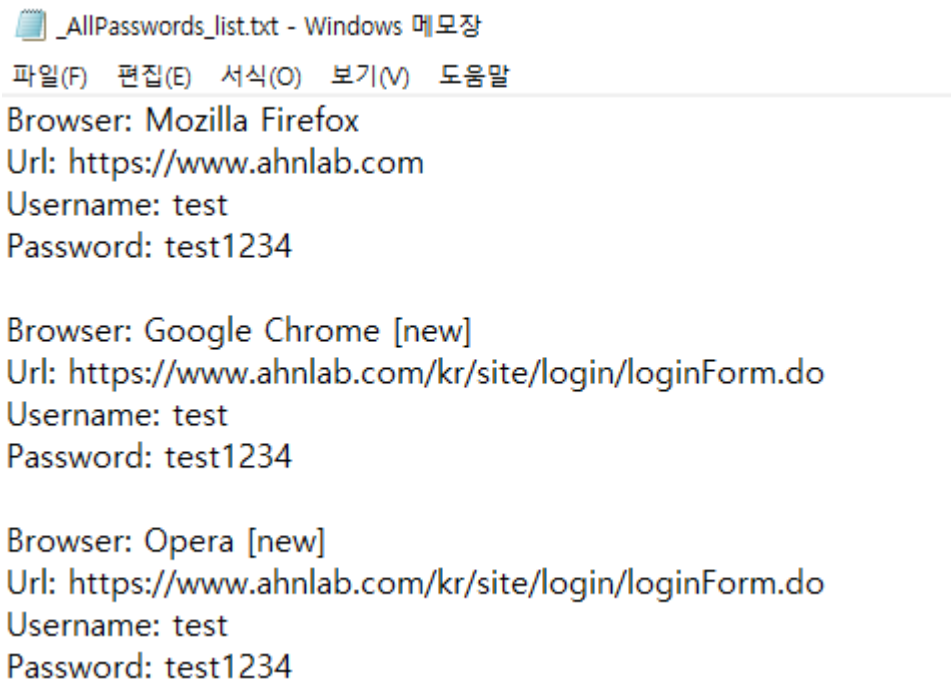 _AllPasswords_list.txt - Windows 메모장
파일(F) 편집(E) 서식(O) 보기(V) 도움말
Browser: Mozilla Firefox
Url: https://www.ahnlab.com
Username: test
Password: test1234

Browser: Google Chrome [new]
Url: https://www.ahnlab.com/kr/site/login/loginForm.do
Username: test
Password: test1234

Browser: Opera [new]
Url: https://www.ahnlab.com/kr/site/login/loginForm.do
Username: test
Password: test1234